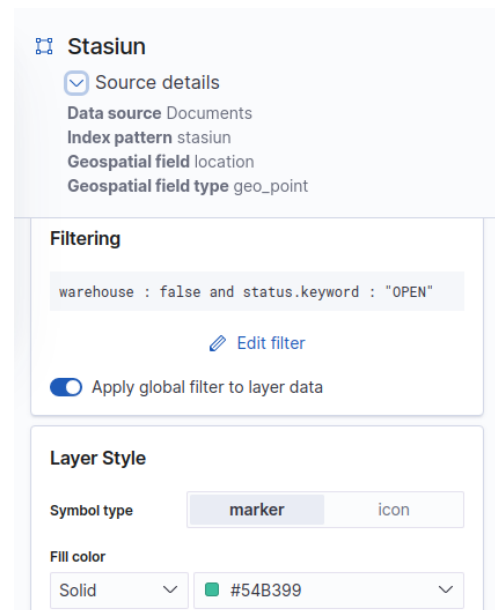 Stasiun
Source details
Data source Documents
Index pattern stasiun
Geospatial field location
Geospatial field type geo_point
Filtering
warehouse : false and status.keyword : "OPEN"
Edit filter
Apply global filter to layer data
Layer Style
Symbol type marker icon
Fill color
Solid #54B399